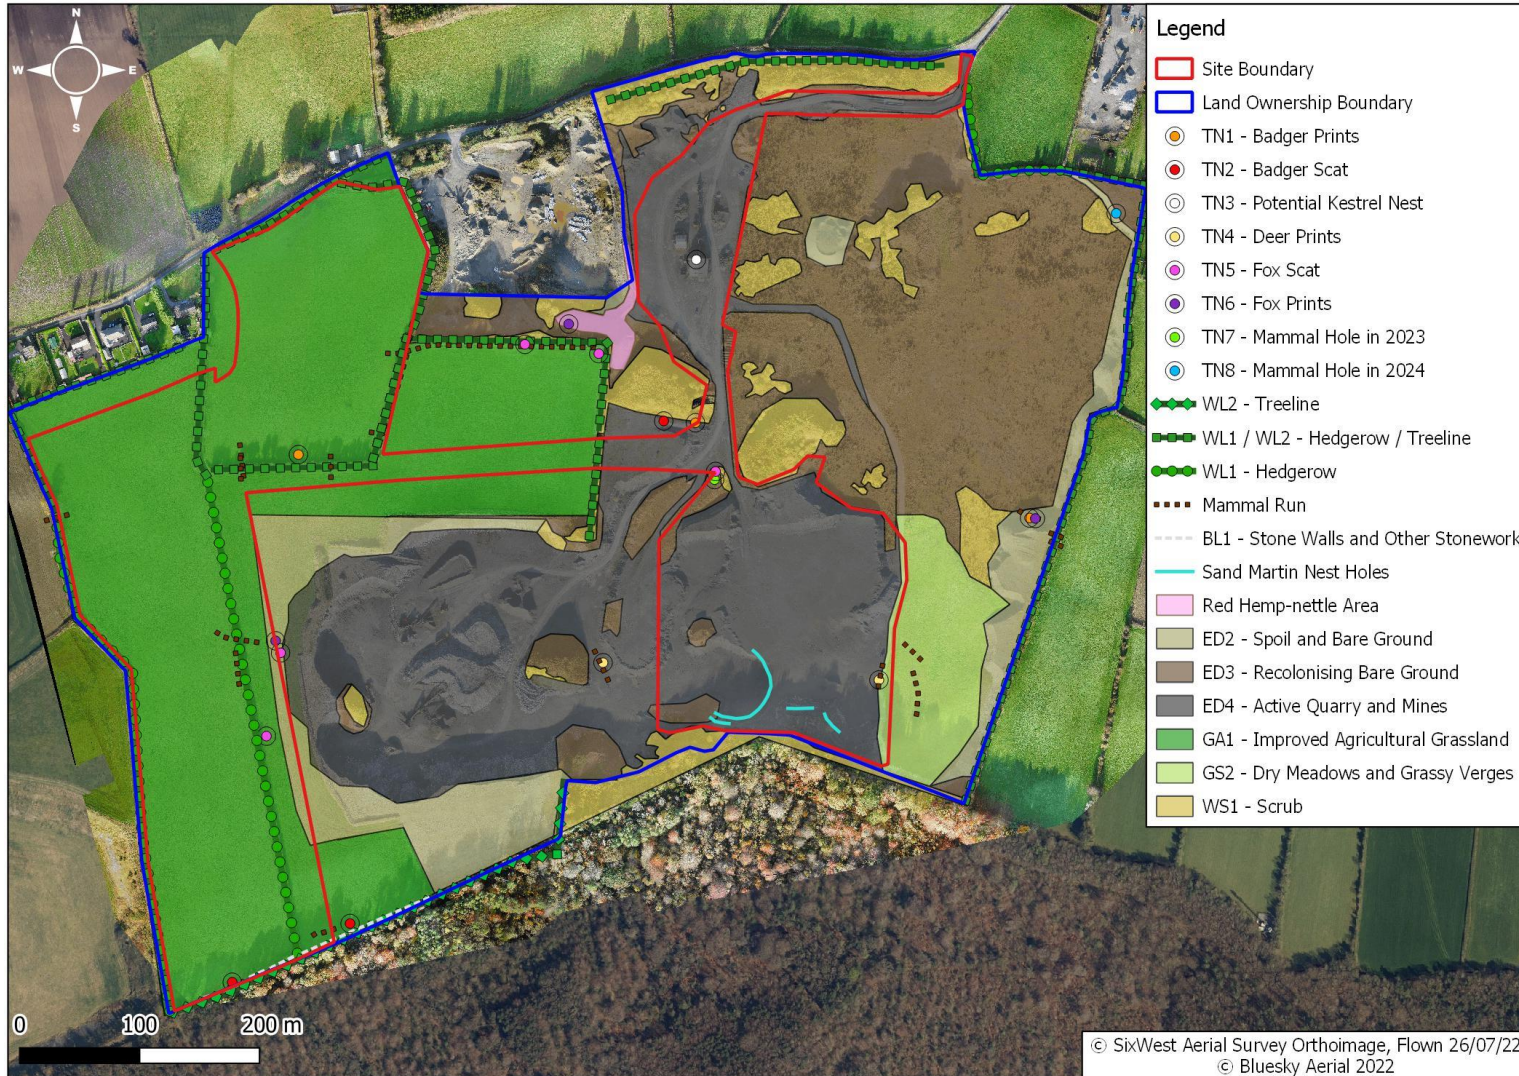 N
W
E
S
Legend
Site Boundary
Land Ownership Boundary
TN1 - Badger Prints
TN2 - Badger Scat
TN3 - Potential Kestrel Nest
TN4 - Deer Prints
TN5 - Fox Scat
TN6 - Fox Prints
TN7 - Mammal Hole in 2023
TN8 - Mammal Hole in 2024
WL2 - Treeline
WL1 / WL2 - Hedgerow / Treeline
WL1 - Hedgerow
Mammal Run
BL1 - Stone Walls and Other Stonework
Sand Martin Nest Holes
Red Hemp-nettle Area
ED2 - Spoil and Bare Ground
ED3 - Recolonising Bare Ground
ED4 - Active Quarry and Mines
GA1 - Improved Agricultural Grassland
GS2 - Dry Meadows and Grassy Verges
WS1 - Scrub
0 100 200 m
© SixWest Aerial Survey Orthoimage, Flown 26/07/22
© Bluesky Aerial 2022